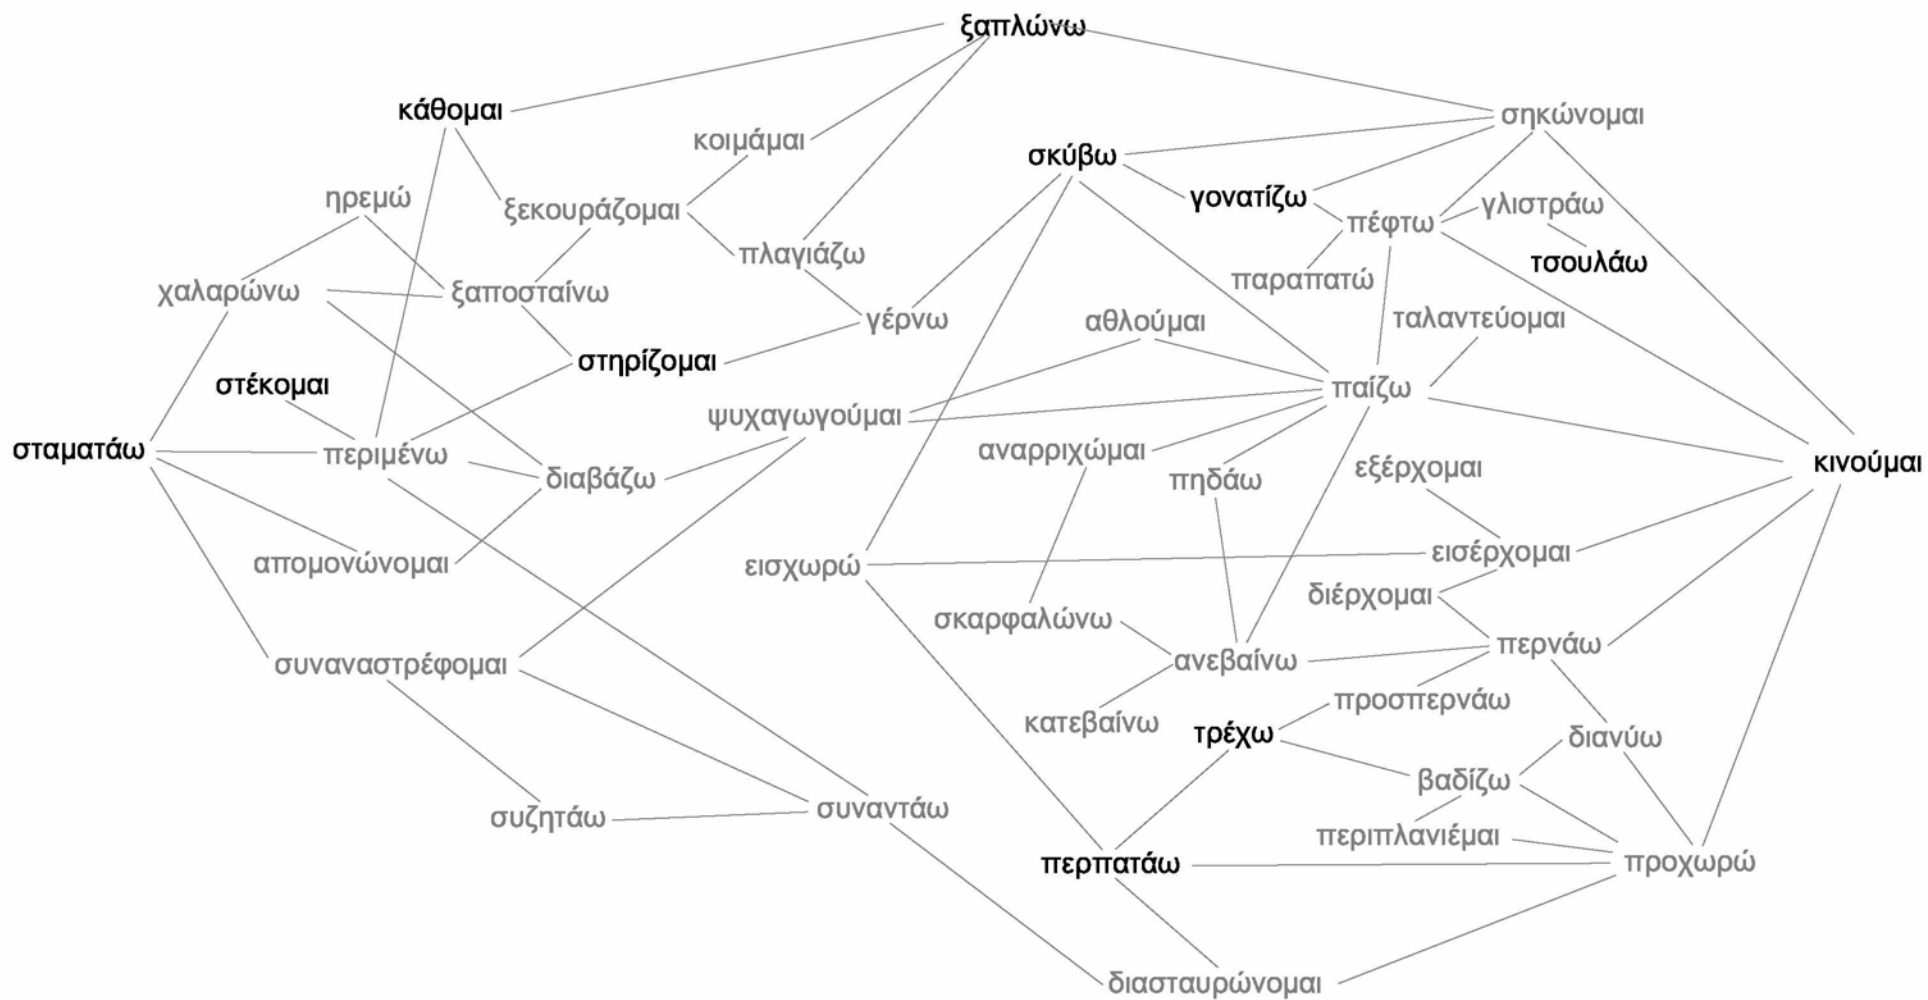 ξαπλώνω
κάθομαι
σηκώνομαι
κοιμάμαι
σκύβω
ηρεμώ
ξεκουράζομαι
γονατίζω
γλιστράω
πέφτω
πλαγιάζω
τσουλάω
παραπατώ
χαλαρώνω
ξαποσταίνω
γέρνω
αθλούμαι
ταλαντεύομαι
στηρίζομαι
στέκομαι
παίζω
ψυχαγωγούμαι
σταματάω
περιμένω
αναρριχώμαι
κινούμαι
εξέρχομαι
διαβάζω
πηδάω
εισέρχομαι
απομονώνομαι
εισχωρώ
διέρχομαι
σκαρφαλώνω
περνάω
συναναστρέφομαι
ανεβαίνω
προσπερνάω
κατεβαίνω
τρέχω
διανύω
βαδίζω
συζητάω
συναντάω
περιπλανιέμαι
περπατάω
προχωρώ
διασταυρώνομαι